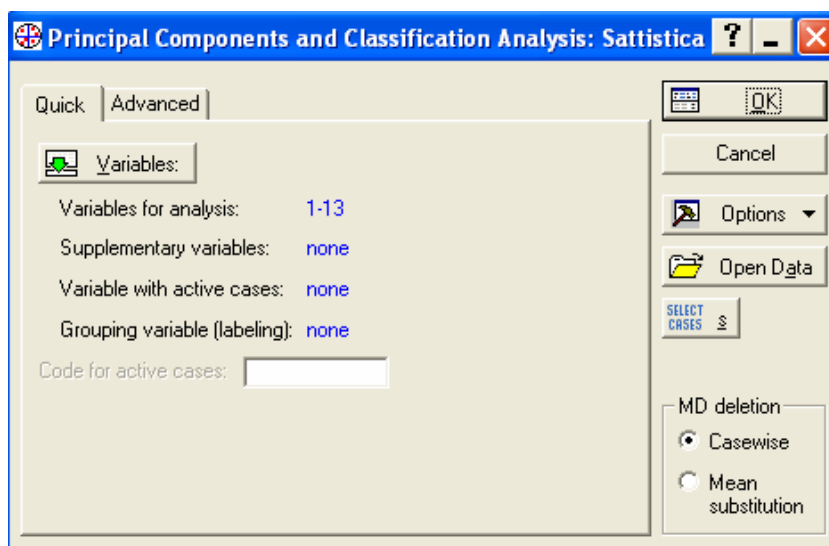 Principal Components and Classification Analysis: Sattistica
Quick
Advanced
Variables:
Variables for analysis: 1-13
Supplementary variables: none
Variable with active cases: none
Grouping variable (labeling): none
Code for active cases:
OK
Cancel
Options
Open Data
SELECT
CASES S
MD deletion
Casewise
Mean
substitution